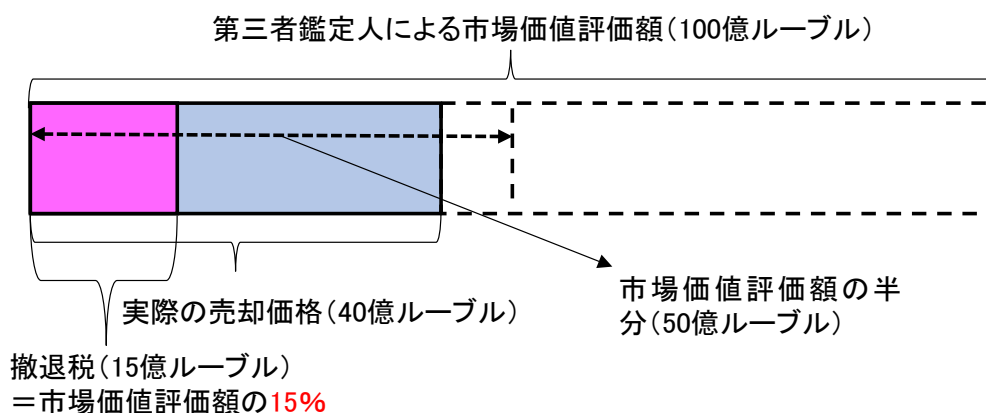 第三者鑑定人による市場価値評価額（100億ルーブル）
実際の売却価格（40億ルーブル）
市場価値評価額の半
分（50億ルーブル）
撤退税（15億ルーブル）
＝市場価値評価額の15%